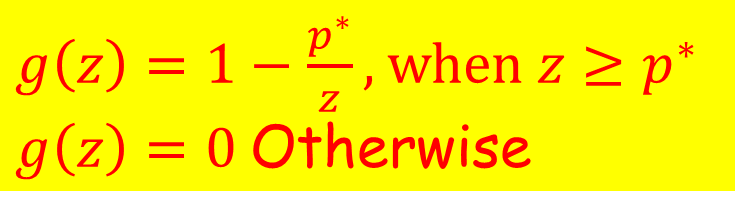 g(z) = 1 − p*/z, when z ≥ p*
g(z) = 0 Otherwise